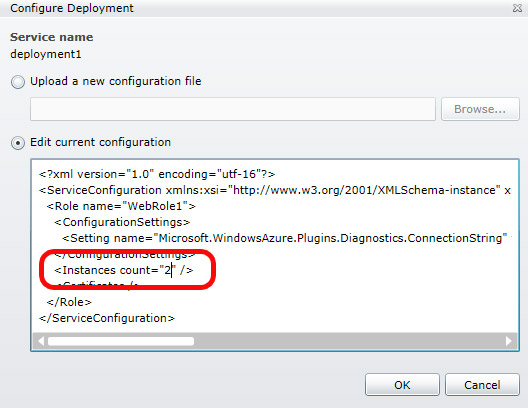 Configure Deployment
Service name
deployment1
Upload a new configuration file
Browse...
Edit current configuration
<?xml version="1.0" encoding="utf-16"?>
<ServiceConfiguration xmlns:xsi="http://www.w3.org/2001/XMLSchema-instance" x
<Role name="WebRole1">
<ConfigurationSettings>
<Setting name="Microsoft.WindowsAzure.Plugins.Diagnostics.ConnectionString"
</ConfigurationSettings>
<Instances count="2" />
<Certificates />
</Role>
</ServiceConfiguration>
OK Cancel